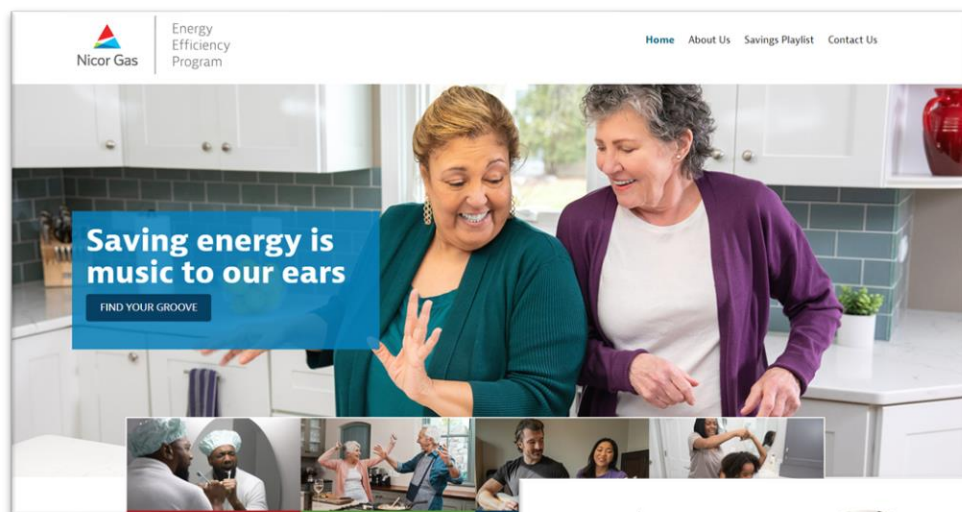 Nicor Gas
Energy
Efficiency
Program
Home About Us Savings Playlist Contact Us
Saving energy is
music to our ears
FIND YOUR GROOVE